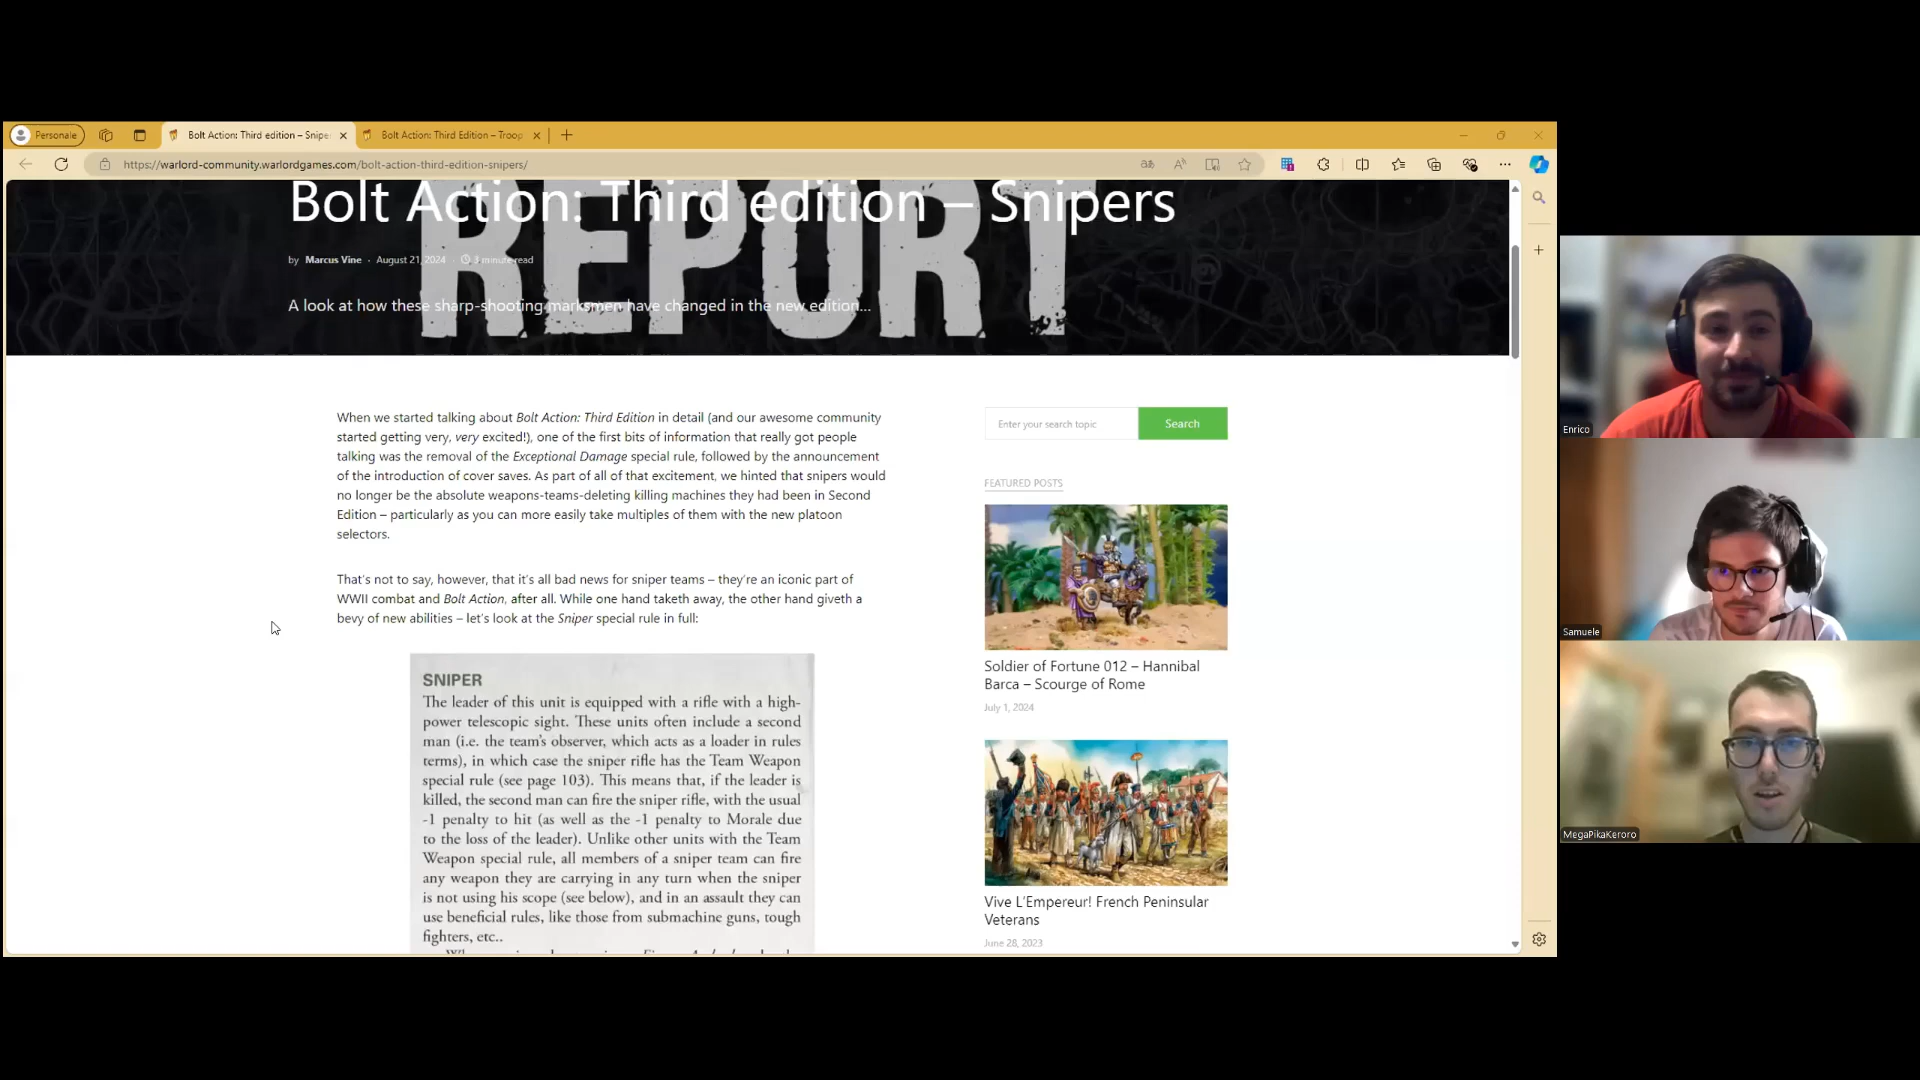 Personale
Bolt Action: Third edition – Snipe
Bolt Action: Third Edition – Troop
https://warlord-community.warlordgames.com/bolt-action-third-edition-snipers/
REPORT
Bolt Action: Third edition – Snipers
by Marcus Vine · August 21, 2024 · 3 minute read
A look at how these sharp-shooting marksmen have changed in the new edition...
When we started talking about Bolt Action: Third Edition in detail (and our awesome community
started getting very, very excited!), one of the first bits of information that really got people
talking was the removal of the Exceptional Damage special rule, followed by the announcement
of the introduction of cover saves. As part of all of that excitement, we hinted that snipers would
no longer be the absolute weapons-teams-deleting killing machines they had been in Second
Edition – particularly as you can more easily take multiples of them with the new platoon
selectors.
That's not to say, however, that it's all bad news for sniper teams – they're an iconic part of
WWII combat and Bolt Action, after all. While one hand taketh away, the other hand giveth a
bevy of new abilities – let's look at the Sniper special rule in full:
SNIPER
The leader of this unit is equipped with a rifle with a high-
power telescopic sight. These units often include a second
man (i.e. the team's observer, which acts as a loader in rules
terms), in which case the sniper rifle has the Team Weapon
special rule (see page 103). This means that, if the leader is
killed, the second man can fire the sniper rifle, with the usual
-1 penalty to hit (as well as the -1 penalty to Morale due
to the loss of the leader). Unlike other units with the Team
Weapon special rule, all members of a sniper team can fire
any weapon they are carrying in any turn when the sniper
is not using his scope (see below), and in an assault they can
use beneficial rules, like those from submachine guns, tough
fighters, etc..
Enter your search topic
Search
FEATURED POSTS
Soldier of Fortune 012 – Hannibal
Barca – Scourge of Rome
July 1, 2024
Vive L'Empereur! French Peninsular
Veterans
June 28, 2023
Enrico
Samuele
MegaPikaKeroro